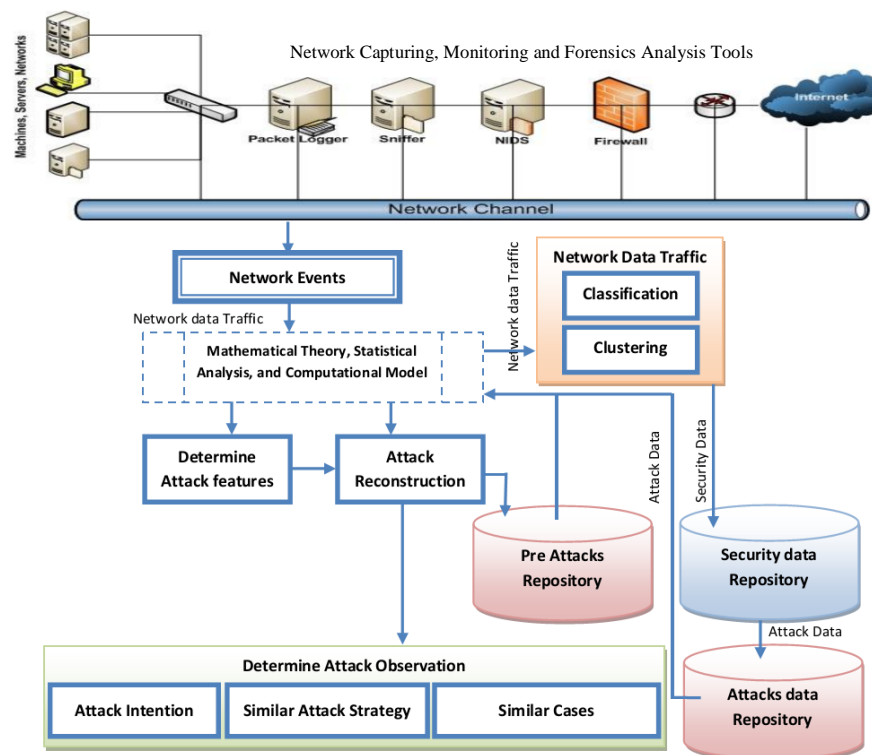 Network Capturing, Monitoring and Forensics Analysis Tools
Machines, Servers, Networks
Packet Logger
Sniffer
NIDS
Firewall
Internet
Network Channel
Network Events
Network data Traffic
Mathematical Theory, Statistical
Analysis, and Computational Model
Network data Traffic
Network Data Traffic
Classification
Clustering
Determine
Attack features
Attack
Reconstruction
Attack Data
Security Data
Pre Attacks
Repository
Security data
Repository
Attack Data
Attacks data
Repository
Determine Attack Observation
Attack Intention
Similar Attack Strategy
Similar Cases